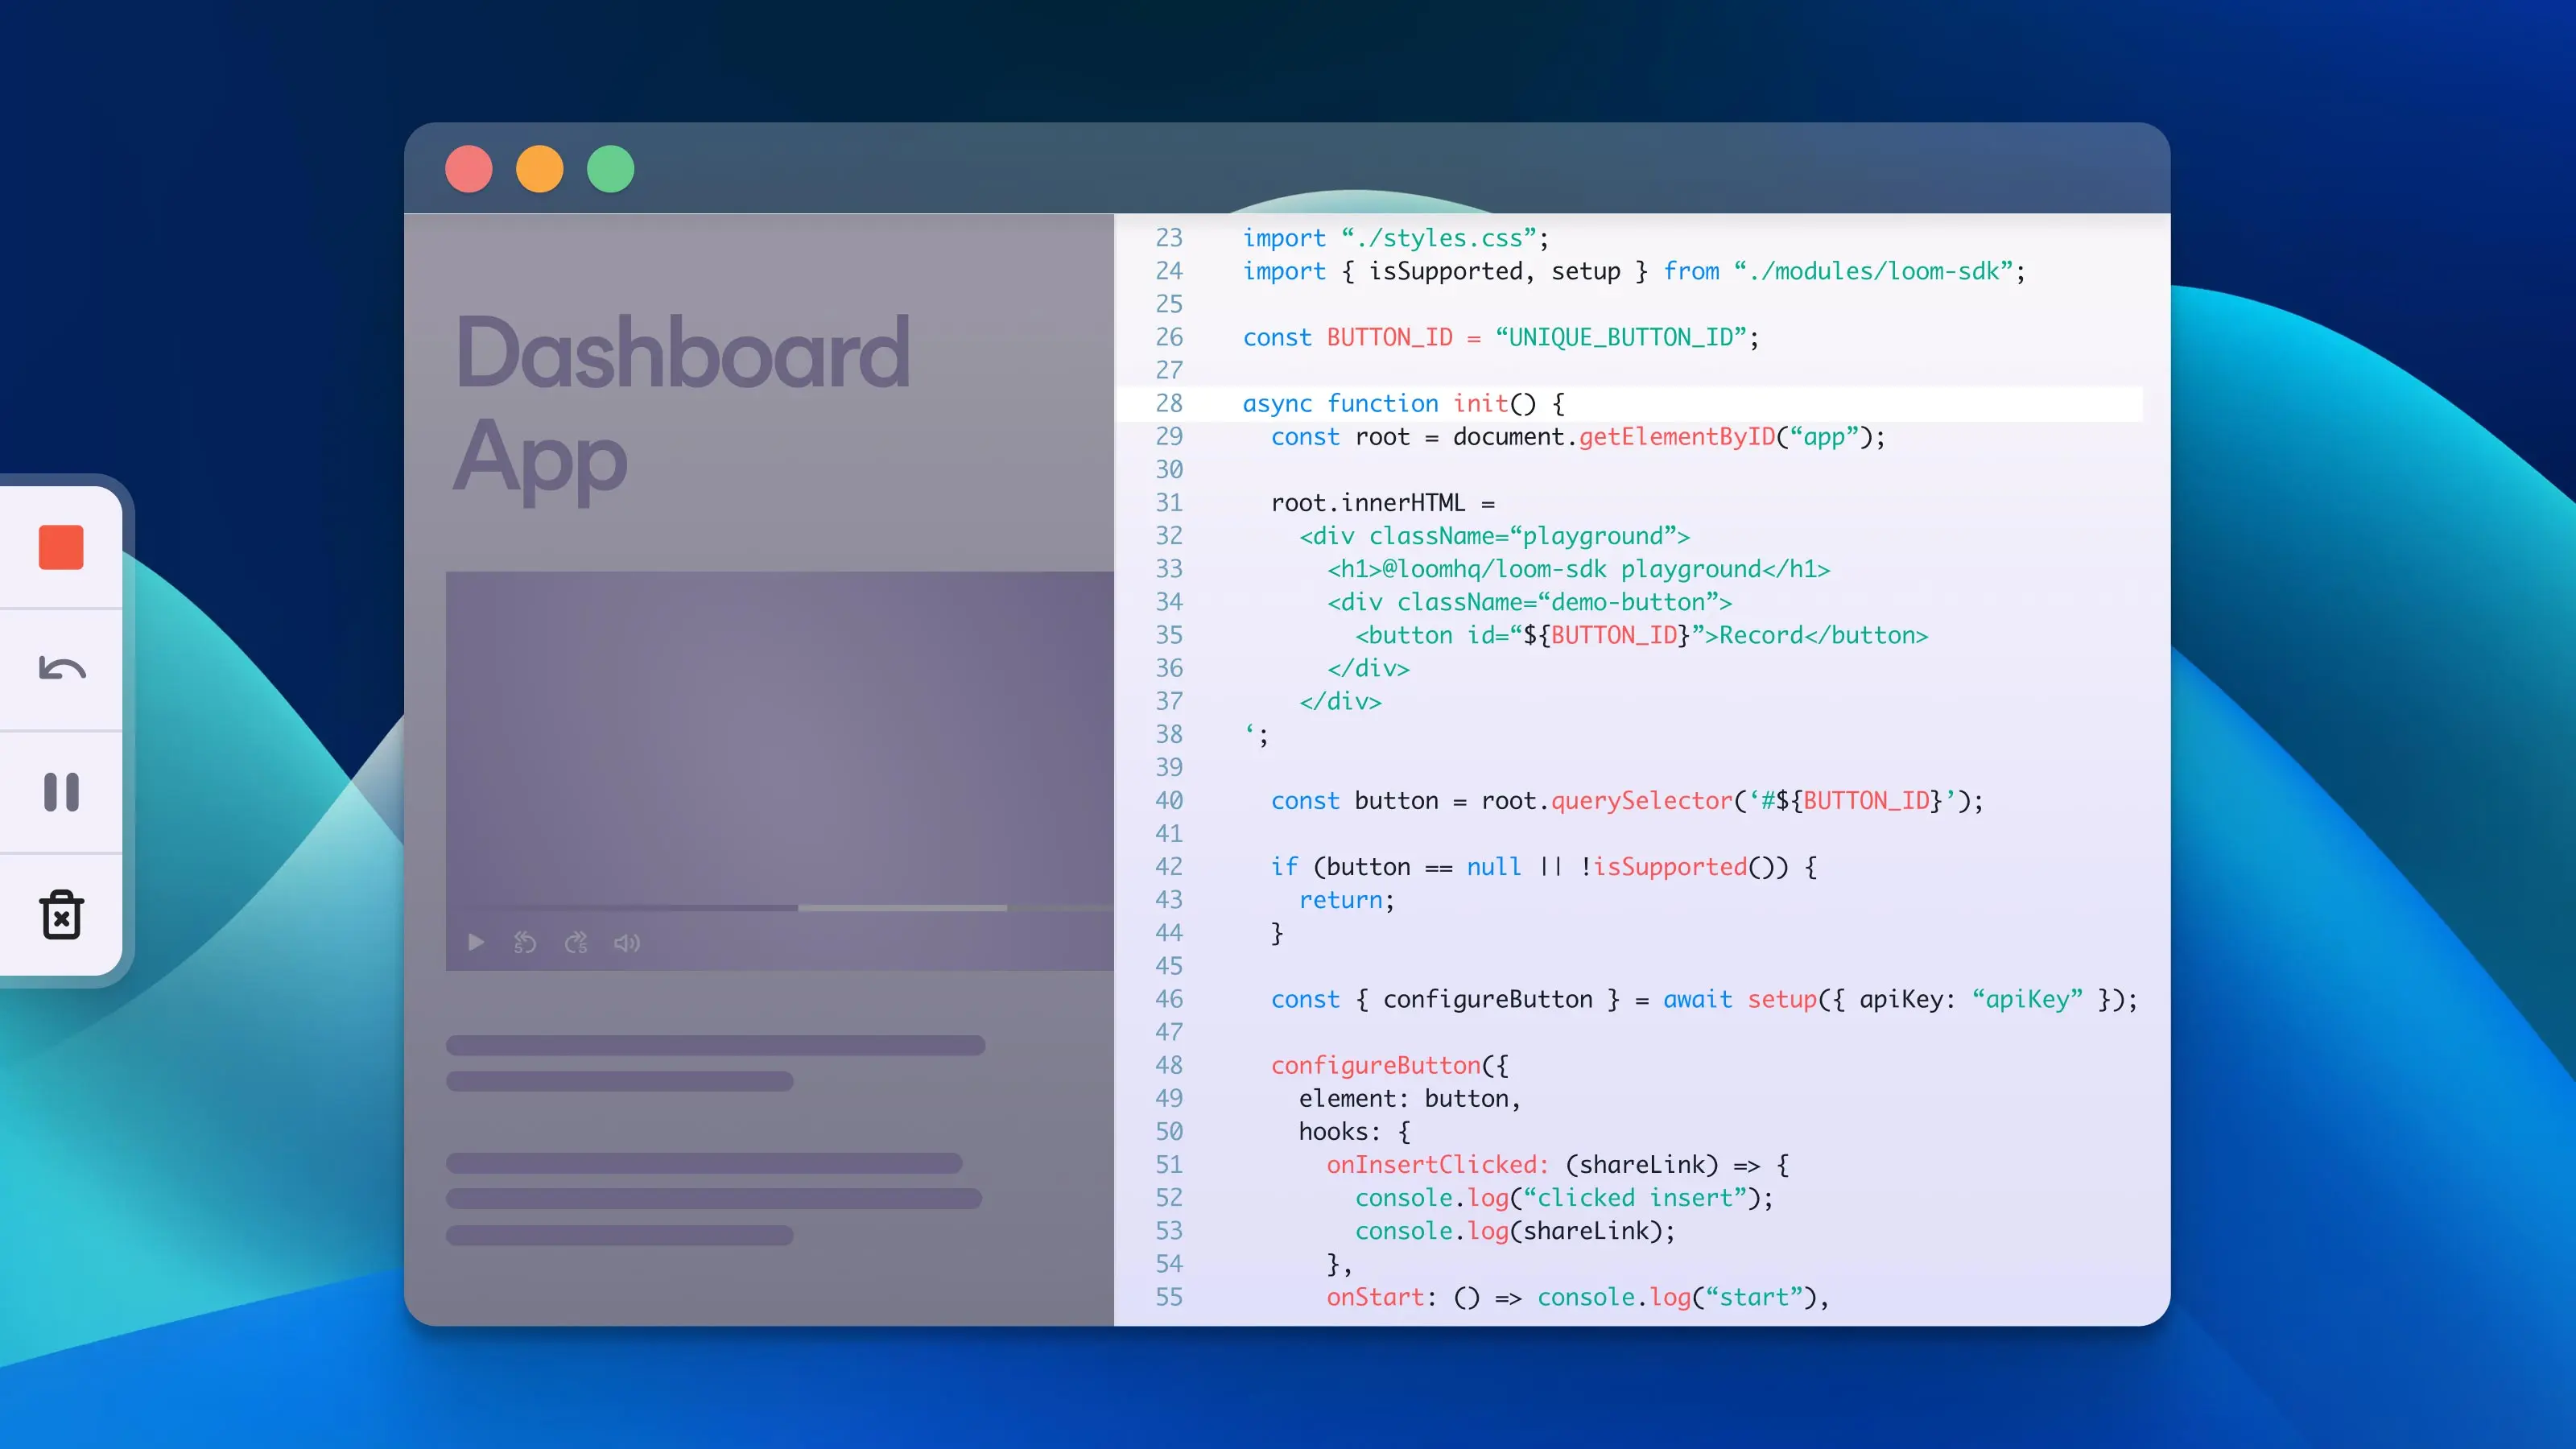 Dashboard
App
23 import “./styles.css”;
24 import { isSupported, setup } from “./modules/loom-sdk”;
25
26 const BUTTON_ID = “UNIQUE_BUTTON_ID”;
27
28 async function init() {
29 const root = document.getElementByID(“app”);
30
31 root.innerHTML =
32 <div className=“playground”>
33 <h1>@loomhq/loom-sdk playground</h1>
34 <div className=“demo-button”>
35 <button id=“${BUTTON_ID}”>Record</button>
36 </div>
37 </div>
38 ‘;
39
40 const button = root.querySelector(‘#${BUTTON_ID}’);
41
42 if (button == null || !isSupported()) {
43 return;
44 }
45
46 const { configureButton } = await setup({ apiKey: “apiKey” });
47
48 configureButton({
49 element: button,
50 hooks: {
51 onInsertClicked: (shareLink) => {
52 console.log(“clicked insert”);
53 console.log(shareLink);
54 },
55 onStart: () => console.log(“start”),
5
5